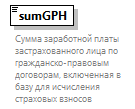 sumGPH
Сумма заработной платы
застрахованного лица по
гражданско-правовым
договорам, включенная в
базу для исчисления
страховых взносов